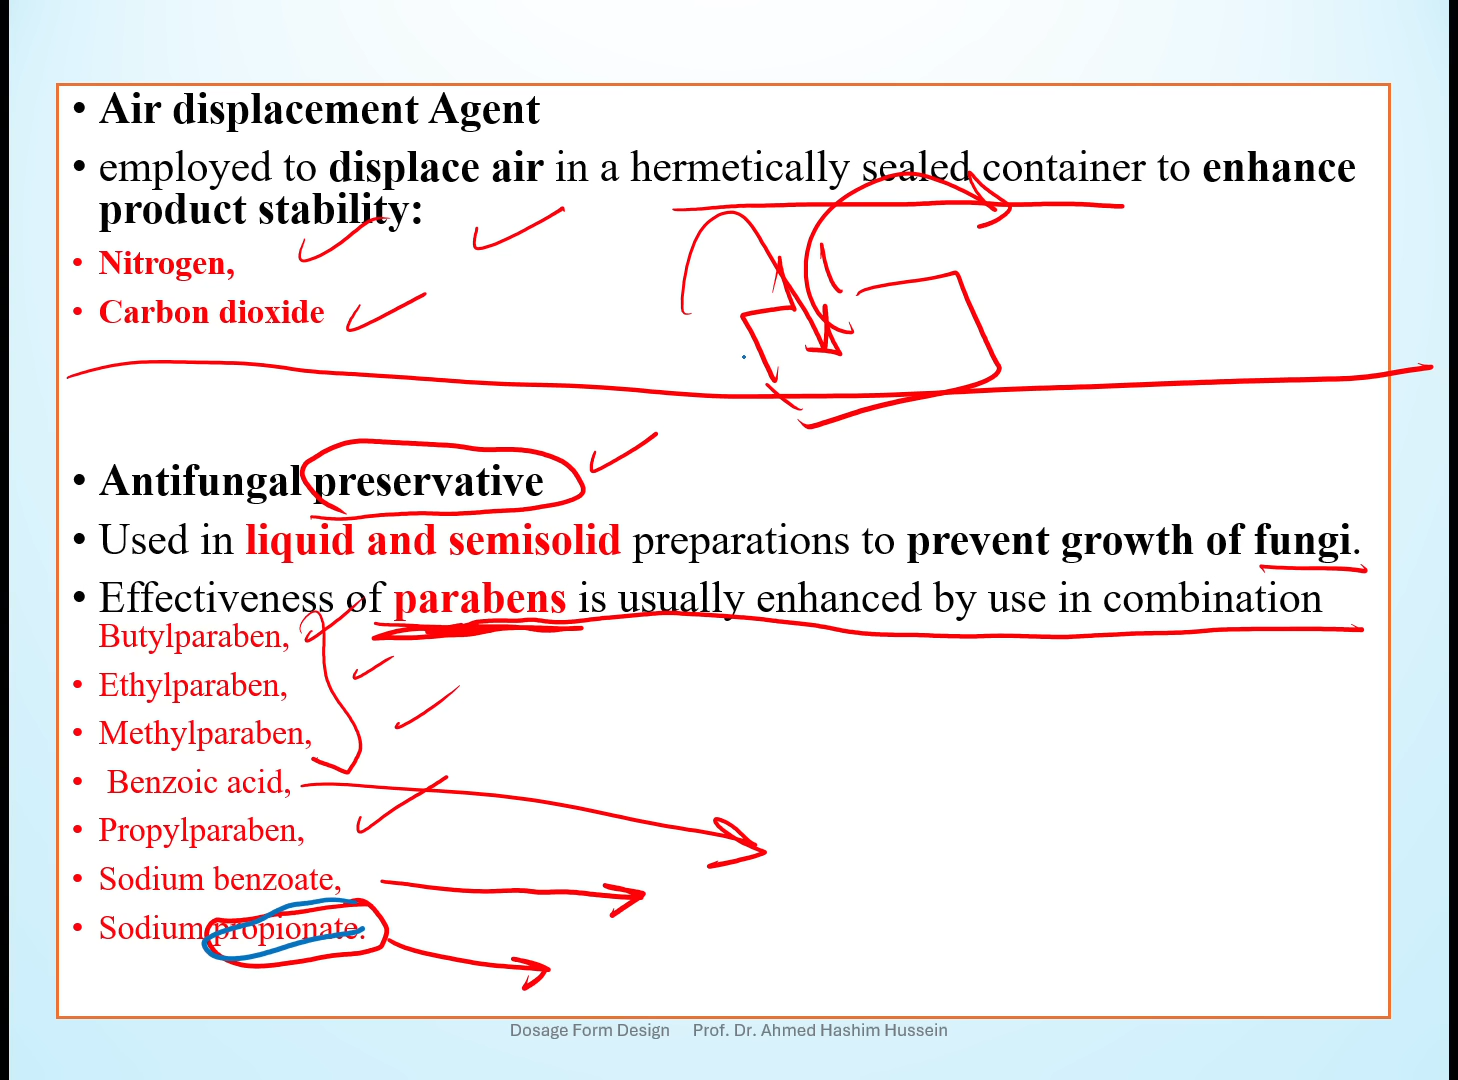 • Air displacement Agent
• employed to displace air in a hermetically sealed container to enhance
product stability:
• Nitrogen,
• Carbon dioxide
• Antifungal preservative
• Used in liquid and semisolid preparations to prevent growth of fungi.
• Effectiveness of parabens is usually enhanced by use in combination
Butylparaben,
• Ethylparaben,
• Methylparaben,
• Benzoic acid,
• Propylparaben,
• Sodium benzoate,
• Sodium propionate.
Dosage Form Design Prof. Dr. Ahmed Hashim Hussein